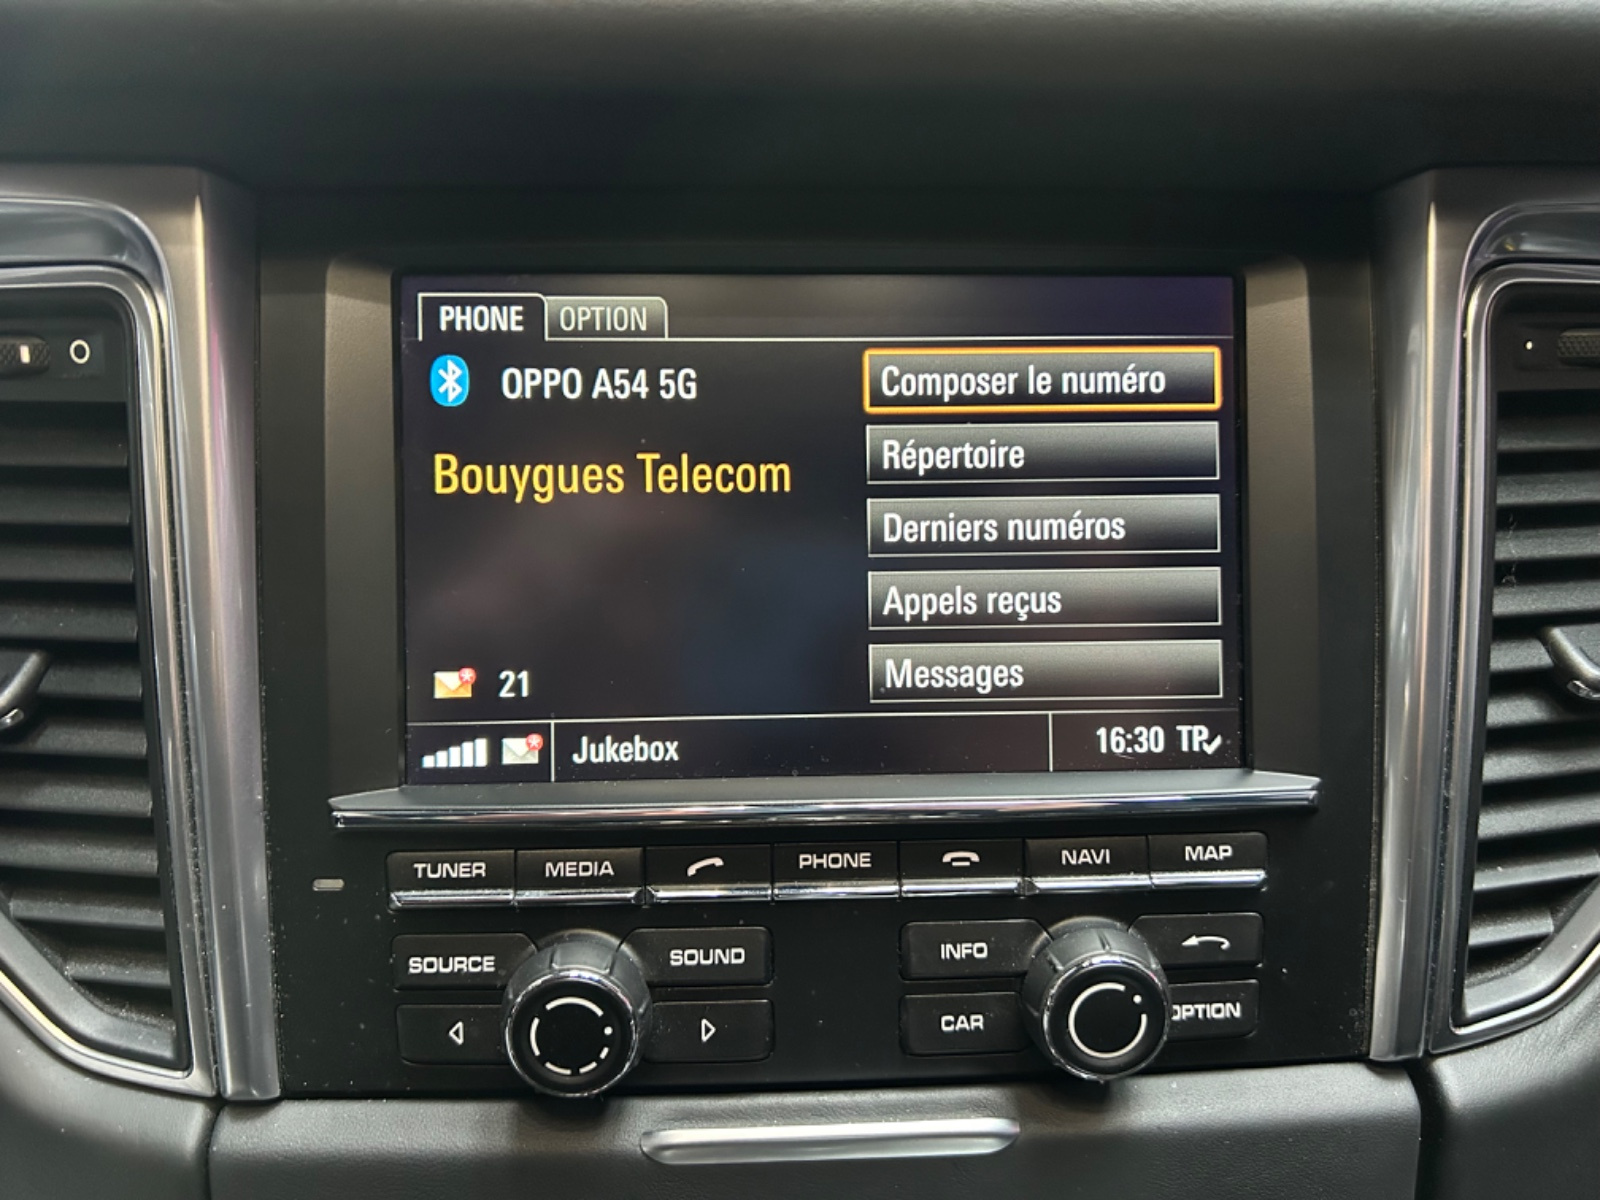 PHONE OPTION
OPPO A54 5G
Bouygues Telecom
Composer le numéro
Répertoire
Derniers numéros
Appels reçus
Messages
21
Jukebox
16:30 TP
TUNER MEDIA PHONE NAVI MAP
SOURCE SOUND INFO
CAR OPTION